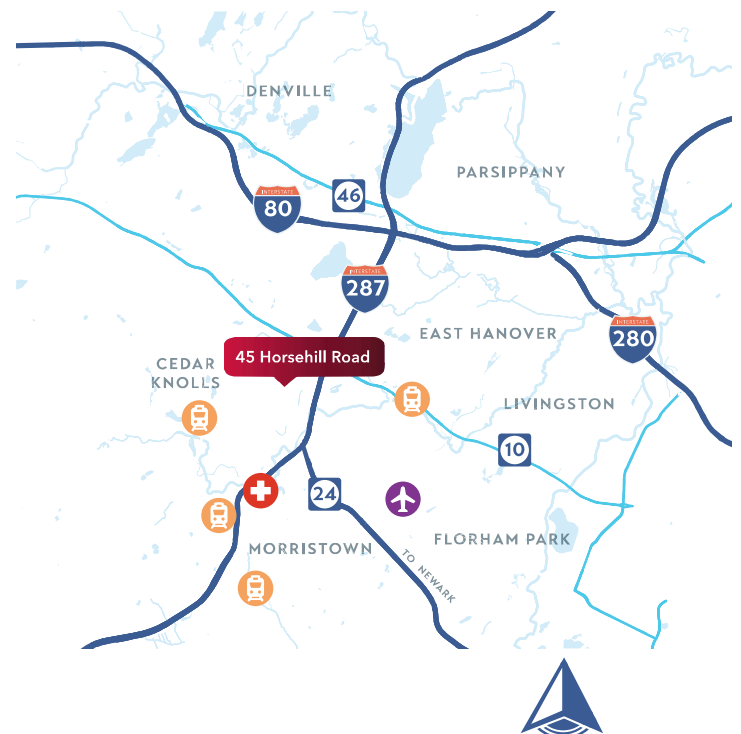 DENVILLE
PARSIPPANY
INTERSTATE
80
46
INTERSTATE
287
EAST HANOVER
INTERSTATE
280
45 Horsehill Road
CEDAR
KNOLLS
LIVINGSTON
10
24
FLORHAM PARK
MORRISTOWN
TO NEWARK